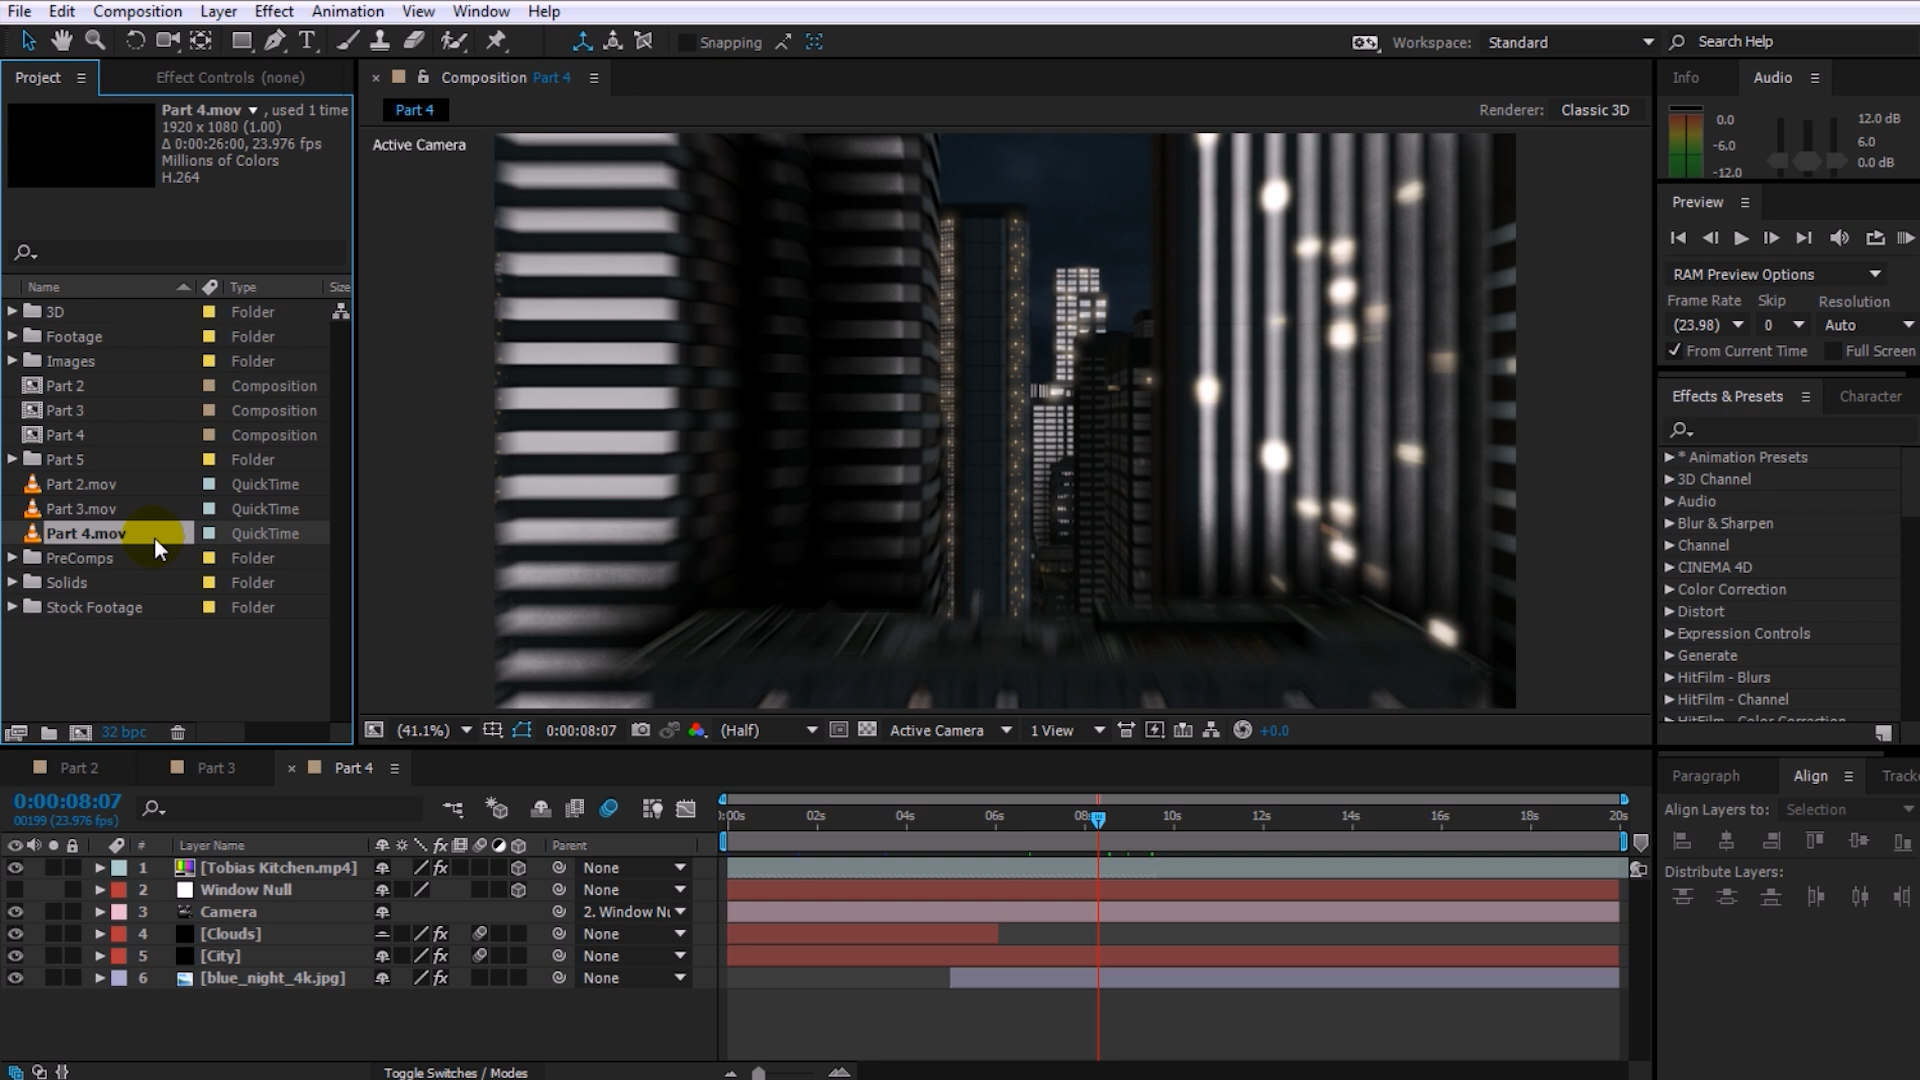 File Edit Composition Layer Effect Animation View Window Help
Snapping
Workspace: Standard
Search Help
Project
Effect Controls (none)
Part 4.mov , used 1 time
1920 x 1080 (1.00)
Δ 0:00:26:00, 23.976 fps
Millions of Colors
H.264
Name Type Size
3D Folder
Footage Folder
Images Folder
Part 2 Composition
Part 3 Composition
Part 4 Composition
Part 5 Folder
Part 2.mov QuickTime
Part 3.mov QuickTime
Part 4.mov QuickTime
PreComps Folder
Solids Folder
Stock Footage Folder
32 bpc
Composition Part 4
Part 4
Renderer: Classic 3D
Active Camera
(41.1%) 0:00:08:07 (Half) Active Camera 1 View +0.0
Info Audio
0.0
-6.0
-12.0
12.0 dB
6.0
0.0 dB
Preview
RAM Preview Options
Frame Rate Skip Resolution
(23.98) 0 Auto
From Current Time Full Screen
Effects & Presets Character
* Animation Presets
3D Channel
Audio
Blur & Sharpen
Channel
CINEMA 4D
Color Correction
Distort
Expression Controls
Generate
HitFilm - Blurs
HitFilm - Channel
HitFilm - Color Correction
Part 2 Part 3 Part 4
0:00:08:07
00199 (23.976 fps)
# Layer Name Parent
1 [Tobias Kitchen.mp4] None
2 Window Null None
3 Camera 2. Window Nu
4 [Clouds] None
5 [City] None
6 [blue_night_4k.jpg] None
):00s 02s 04s 06s 08s 10s 12s 14s 16s 18s 20s
Toggle Switches / Modes
Paragraph Align Tracke
Align Layers to: Selection
Distribute Layers: